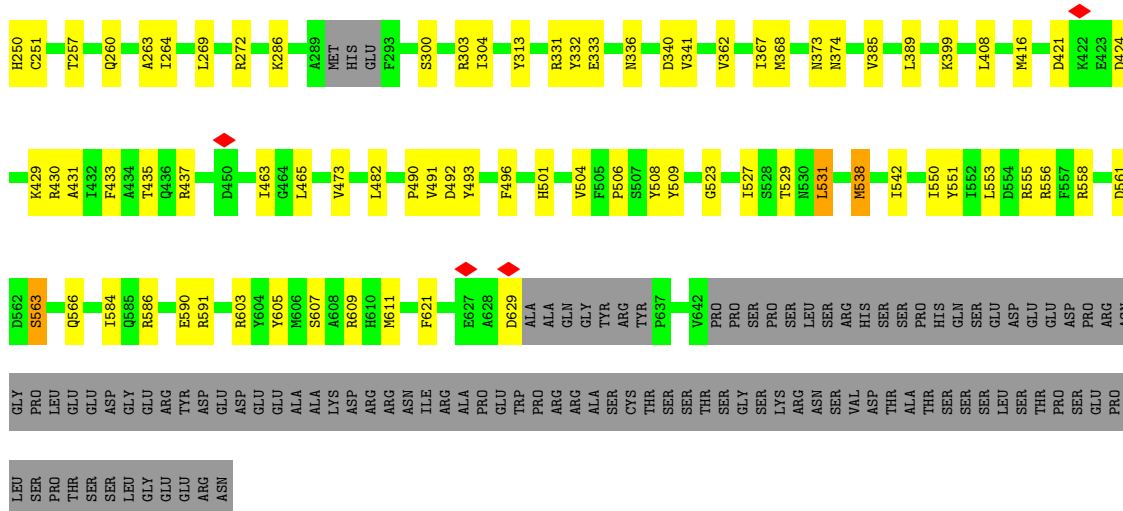 H250 C251 T257 Q260 A263 I264 L269 R272 K286 A289 MET HIS GLU F293 S300 R303 I304 Y313 R331 Y332 E333 N336 D340 V341 V362 I367 M368 N373 N374 V385 L389 K399 L408 M416 D421 K422 E423 D424
K429 R430 A431 I432 F433 A434 T435 Q436 R437 D450 I463 G464 L465 V473 L482 P490 V491 D492 Y493 F496 H501 V504 F505 P506 S507 Y508 Y509 G523 I527 S528 T529 N530 L531 M538 I542 I550 Y551 I552 L553 D554 R555 R556 F557 R558 D561
D562 S563 Q566 I584 Q585 R586 E590 R591 R603 Y604 Y605 M606 S607 A608 R609 H610 M611 F621 E627 A628 D629 ALA ALA GLN GLY TYR ARG TYR P637 V642 PRO PRO SER PRO SER LEU SER ARG HIS SER SER PRO HIS GLN SER GLU ASP GLU GLU ASP PRO ARG ASN
GLY PRO LEU GLU GLU ASP GLY GLU ARG TYR ASP GLU ASP GLU GLU ALA ALA LYS ASP ARG ARG ASN ILE ARG ALA PRO GLU TRP PRO ARG ARG ALA SER CYS THR SER SER THR SER GLY SER LYS ARG ASN SER VAL ASP THR ALA THR SER SER SER LEU SER THR PRO SER GLU PRO
LEU SER PRO THR SER SER LEU GLY GLU GLU ARG ASN